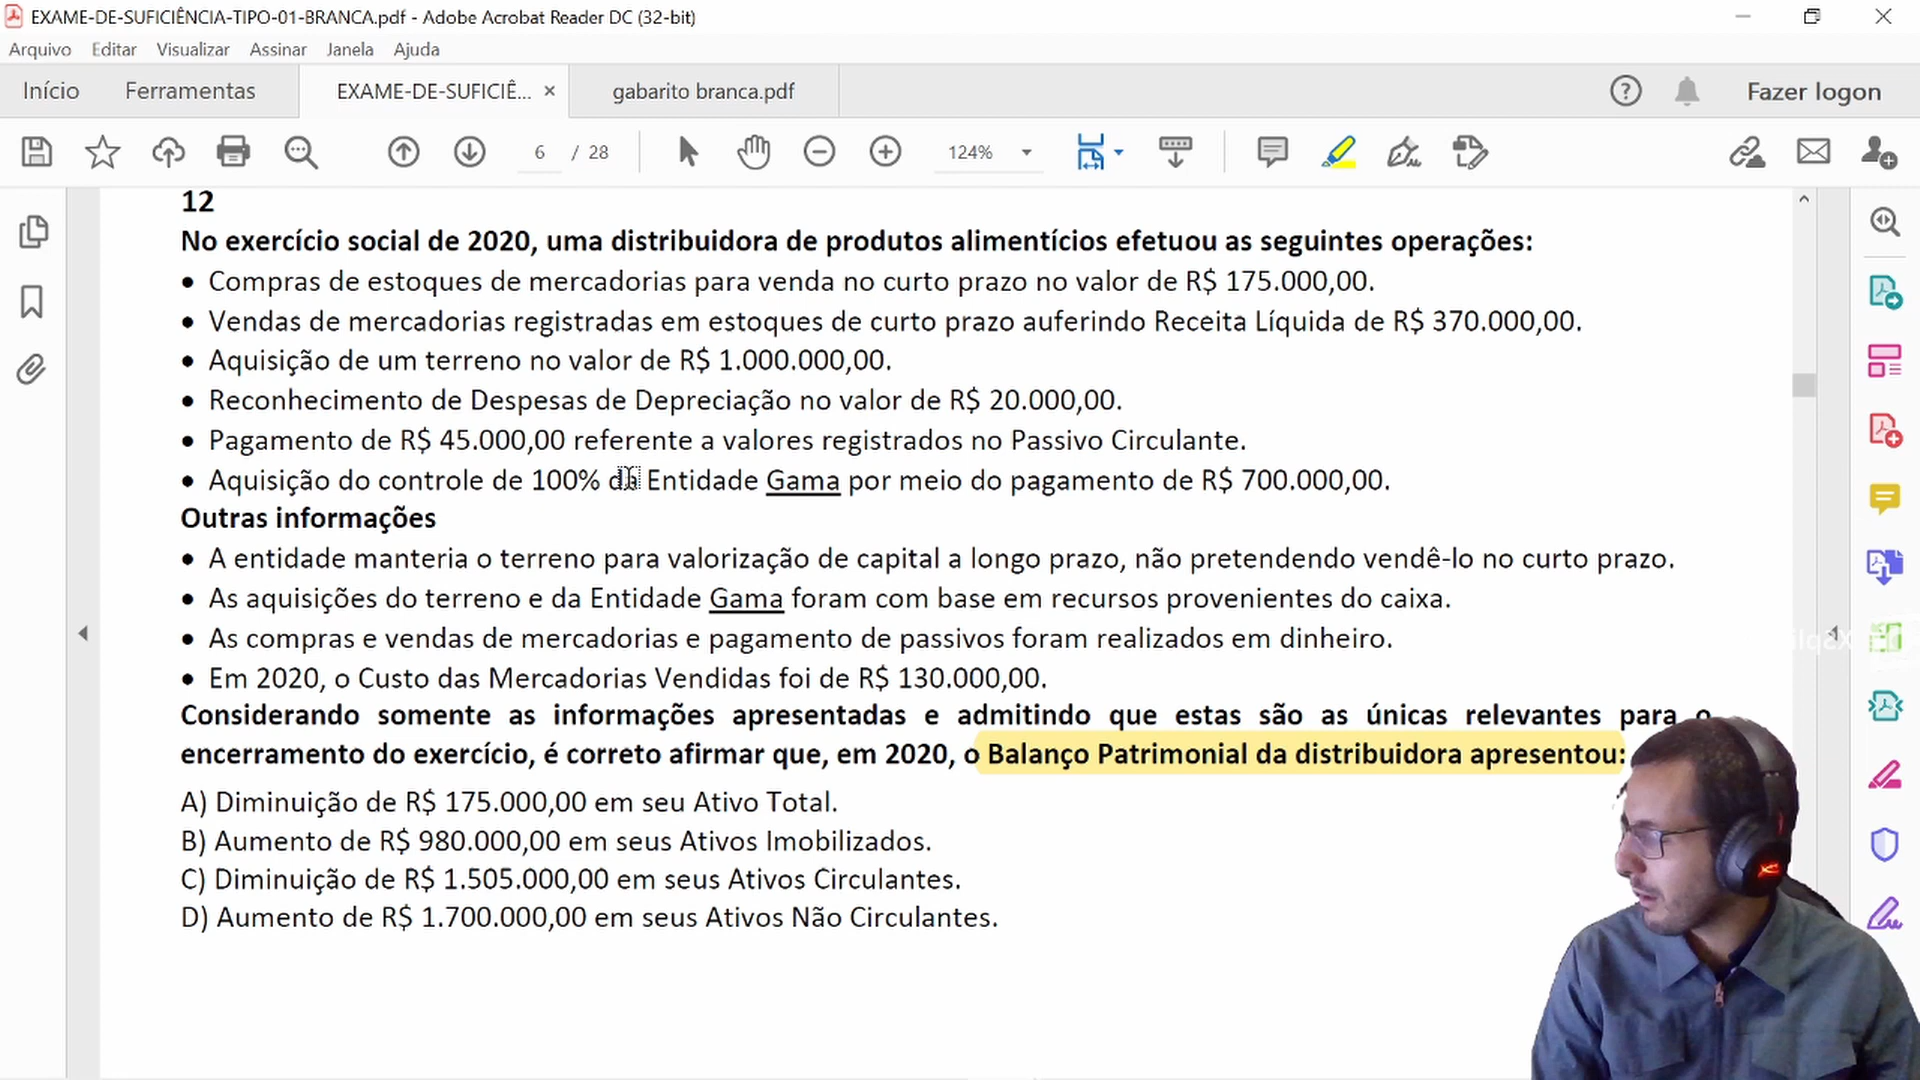 EXAME-DE-SUFICIÊNCIA-TIPO-01-BRANCA.pdf - Adobe Acrobat Reader DC (32-bit)
Arquivo Editar Visualizar Assinar Janela Ajuda
Início Ferramentas EXAME-DE-SUFICIÊ... × gabarito branca.pdf Fazer logon
6 / 28 124%
12
No exercício social de 2020, uma distribuidora de produtos alimentícios efetuou as seguintes operações:
• Compras de estoques de mercadorias para venda no curto prazo no valor de R$ 175.000,00.
• Vendas de mercadorias registradas em estoques de curto prazo auferindo Receita Líquida de R$ 370.000,00.
• Aquisição de um terreno no valor de R$ 1.000.000,00.
• Reconhecimento de Despesas de Depreciação no valor de R$ 20.000,00.
• Pagamento de R$ 45.000,00 referente a valores registrados no Passivo Circulante.
• Aquisição do controle de 100% da Entidade Gama por meio do pagamento de R$ 700.000,00.
Outras informações
• A entidade manteria o terreno para valorização de capital a longo prazo, não pretendendo vendê-lo no curto prazo.
• As aquisições do terreno e da Entidade Gama foram com base em recursos provenientes do caixa.
• As compras e vendas de mercadorias e pagamento de passivos foram realizados em dinheiro.
• Em 2020, o Custo das Mercadorias Vendidas foi de R$ 130.000,00.
Considerando somente as informações apresentadas e admitindo que estas são as únicas relevantes para o
encerramento do exercício, é correto afirmar que, em 2020, o Balanço Patrimonial da distribuidora apresentou:
A) Diminuição de R$ 175.000,00 em seu Ativo Total.
B) Aumento de R$ 980.000,00 em seus Ativos Imobilizados.
C) Diminuição de R$ 1.505.000,00 em seus Ativos Circulantes.
D) Aumento de R$ 1.700.000,00 em seus Ativos Não Circulantes.